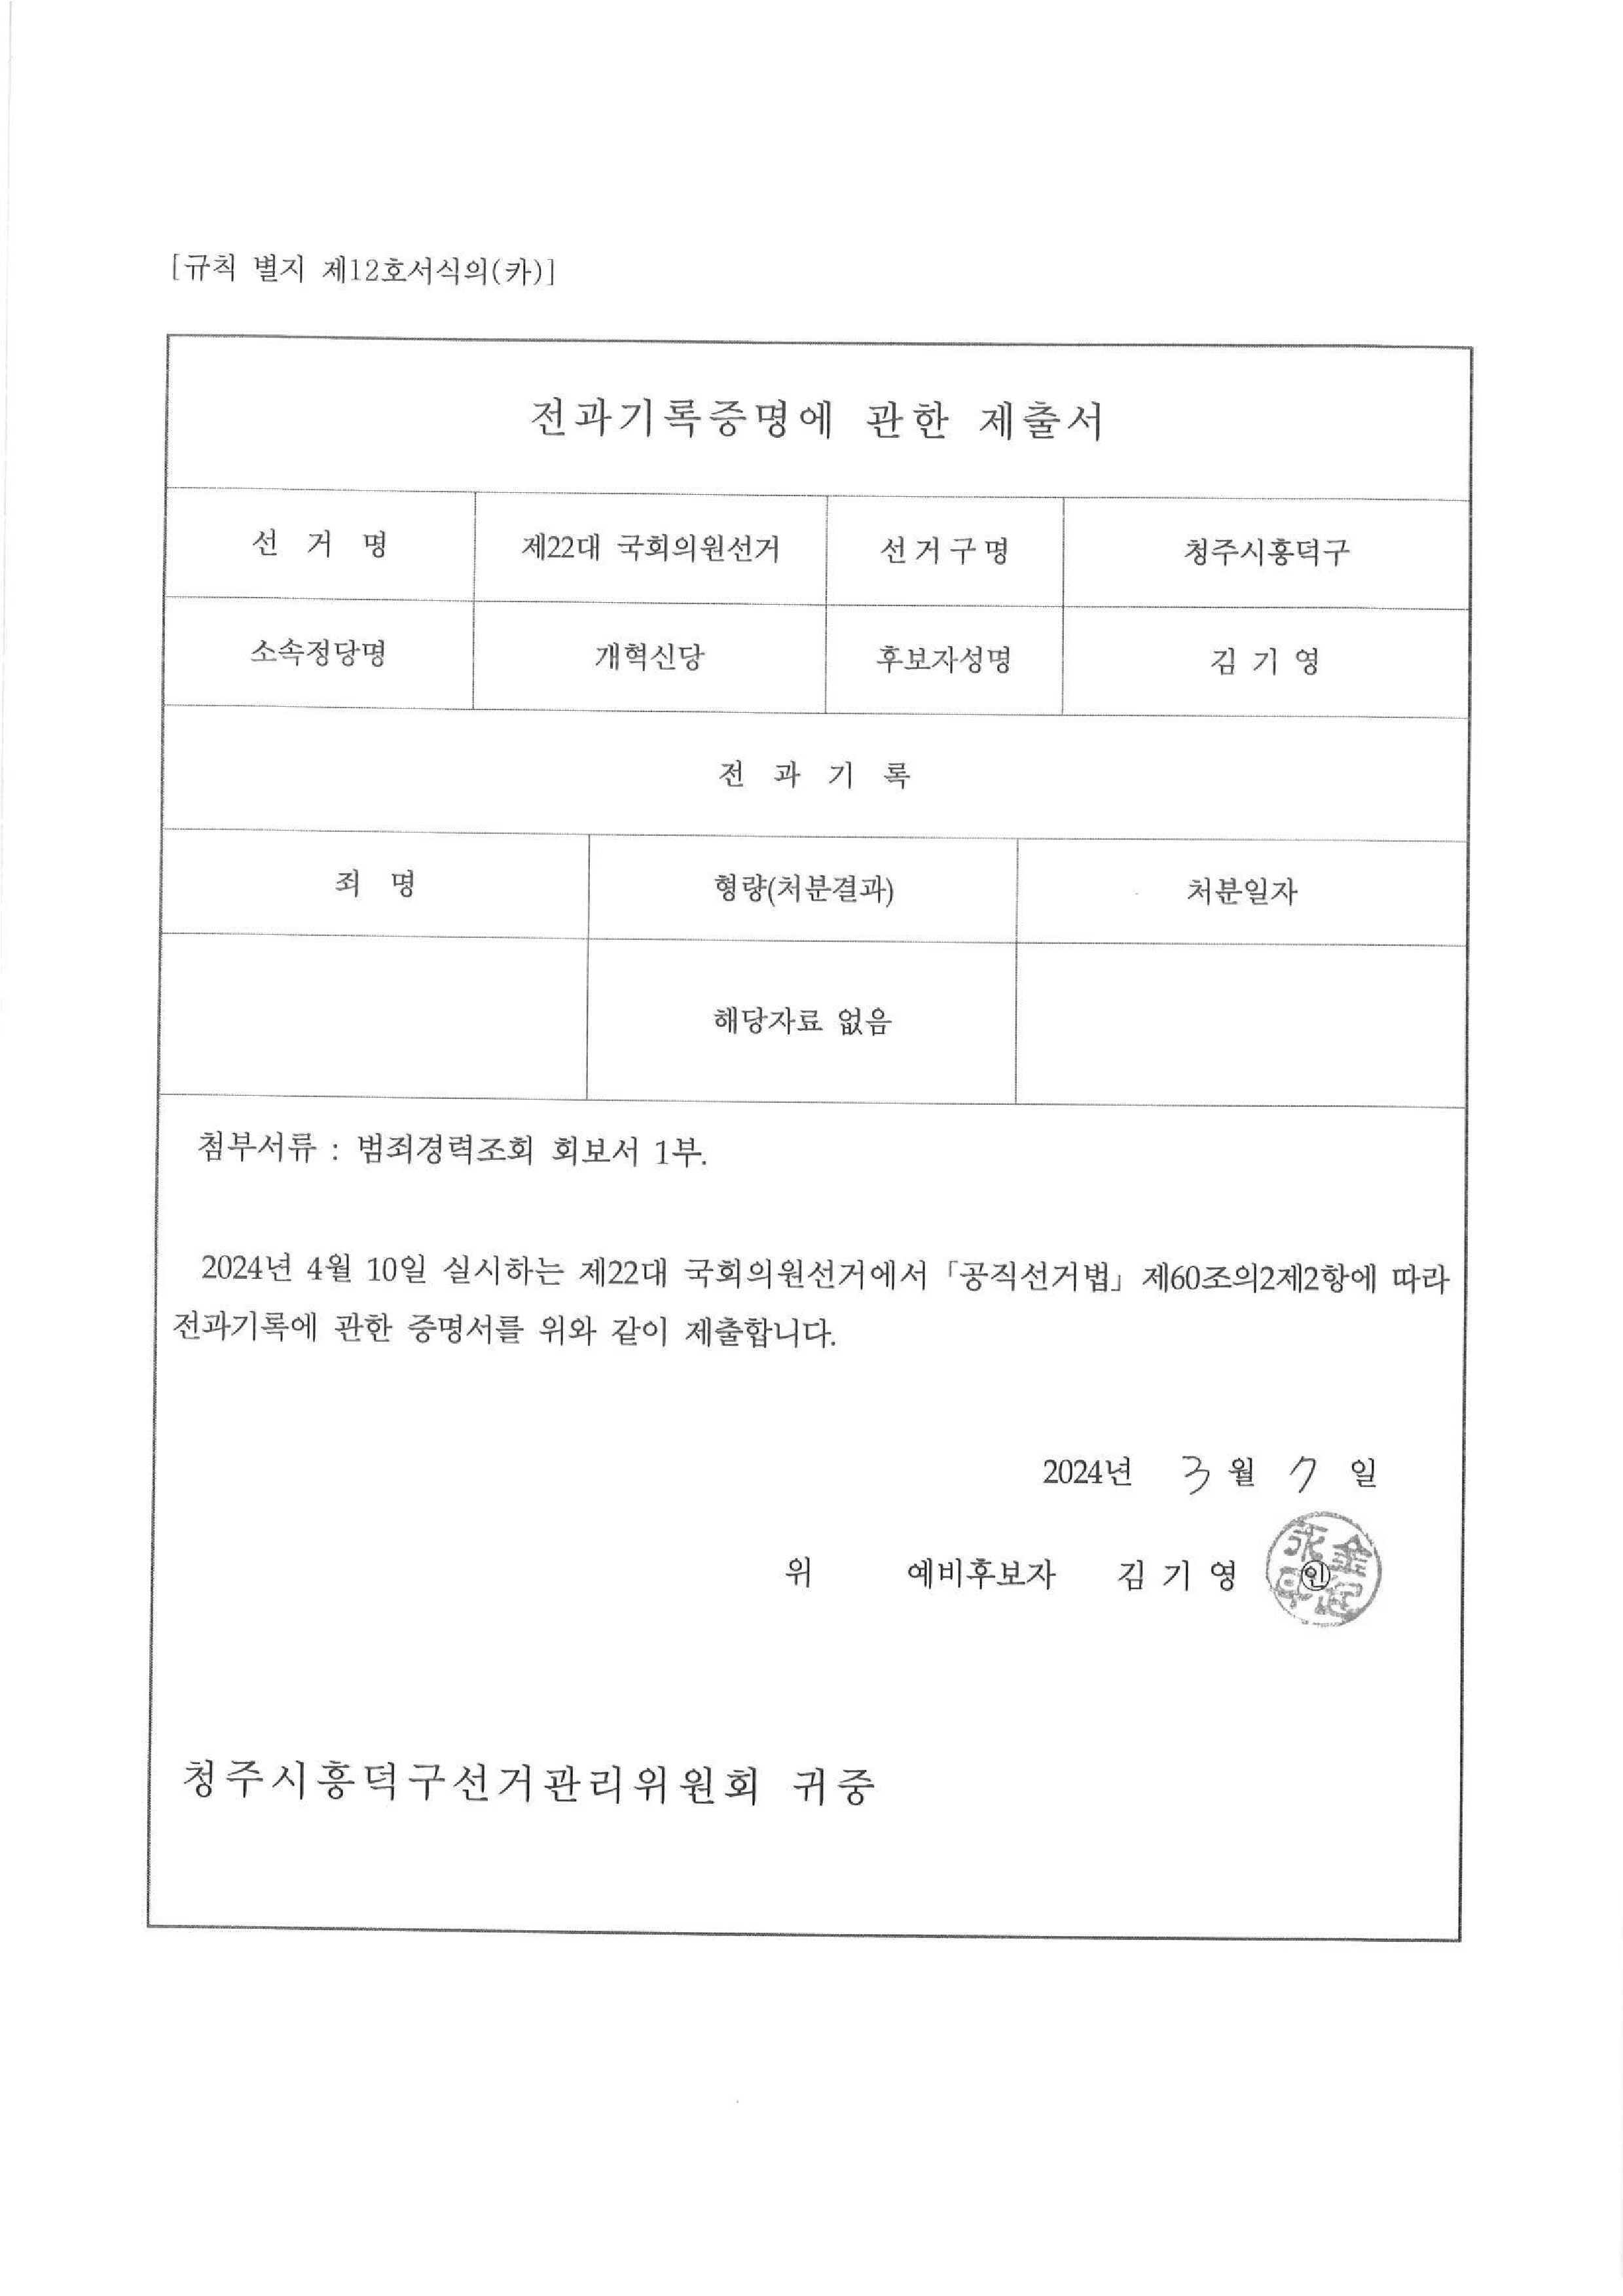 [규칙 별지 제12호서식의(카)]
전과기록증명에 관한 제출서
선 거 명 제22대 국회의원선거 선거구명 청주시흥덕구
소속정당명 개혁신당 후보자성명 김 기 영
전 과 기 록
죄 명 형량(처분결과) 처분일자
해당자료 없음
첨부서류 : 범죄경력조회 회보서 1부.
2024년 4월 10일 실시하는 제22대 국회의원선거에서 「공직선거법」 제60조의2제2항에 따라
전과기록에 관한 증명서를 위와 같이 제출합니다.
2024년 3월 7일
위 예비후보자 김 기 영 ㊞
청주시흥덕구선거관리위원회 귀중